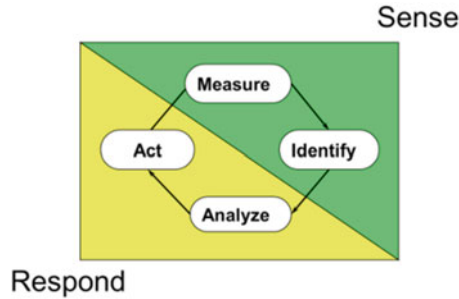 Sense
Measure
Act
Identify
Analyze
Respond